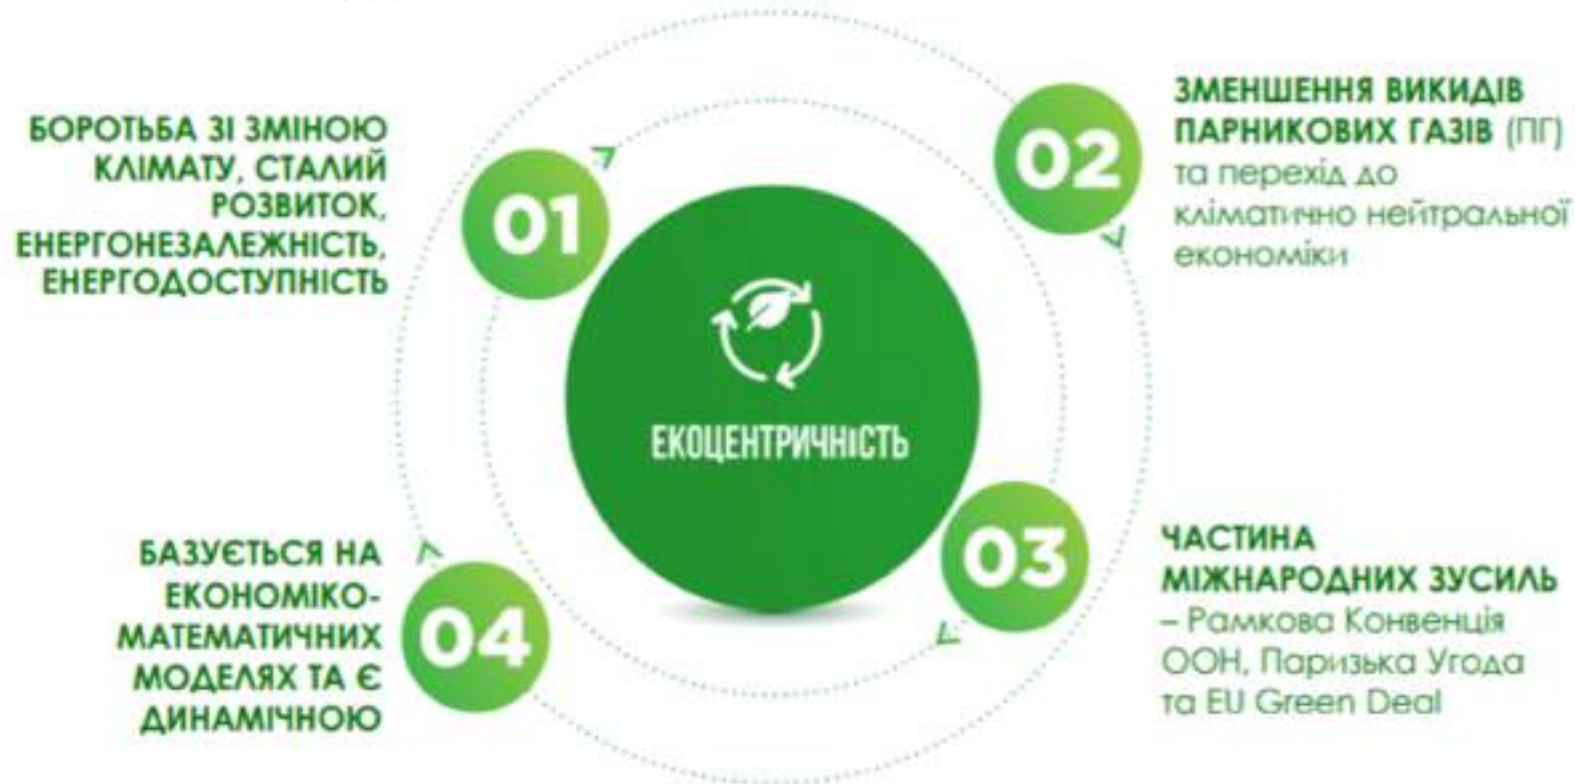 01
БОРОТЬБА ЗІ ЗМІНОЮ
КЛІМАТУ, СТАЛИЙ
РОЗВИТОК,
ЕНЕРГОНЕЗАЛЕЖНІСТЬ,
ЕНЕРГОДОСТУПНІСТЬ
02
ЗМЕНШЕННЯ ВИКИДІВ
ПАРНИКОВИХ ГАЗІВ (ПГ)
та перехід до
кліматично нейтральної
економіки
ЕКОЦЕНТРИЧНІСТЬ
03
ЧАСТИНА
МІЖНАРОДНИХ ЗУСИЛЬ
– Рамкова Конвенція
ООН, Паризька Угода
та EU Green Deal
04
БАЗУЄТЬСЯ НА
ЕКОНОМІКО-
МАТЕМАТИЧНИХ
МОДЕЛЯХ ТА Є
ДИНАМІЧНОЮ